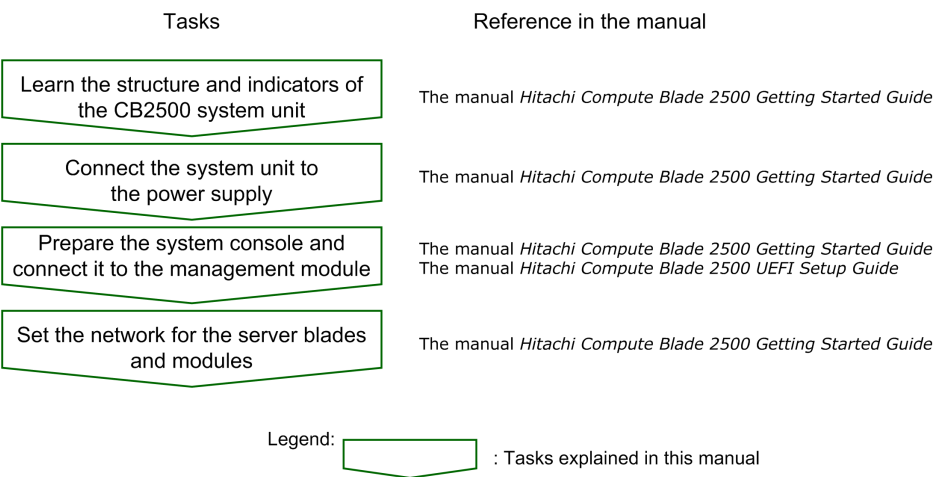 Tasks
Reference in the manual
Learn the structure and indicators of
the CB2500 system unit
The manual Hitachi Compute Blade 2500 Getting Started Guide
Connect the system unit to
the power supply
The manual Hitachi Compute Blade 2500 Getting Started Guide
Prepare the system console and
connect it to the management module
The manual Hitachi Compute Blade 2500 Getting Started Guide
The manual Hitachi Compute Blade 2500 UEFI Setup Guide
Set the network for the server blades
and modules
The manual Hitachi Compute Blade 2500 Getting Started Guide
Legend:
: Tasks explained in this manual